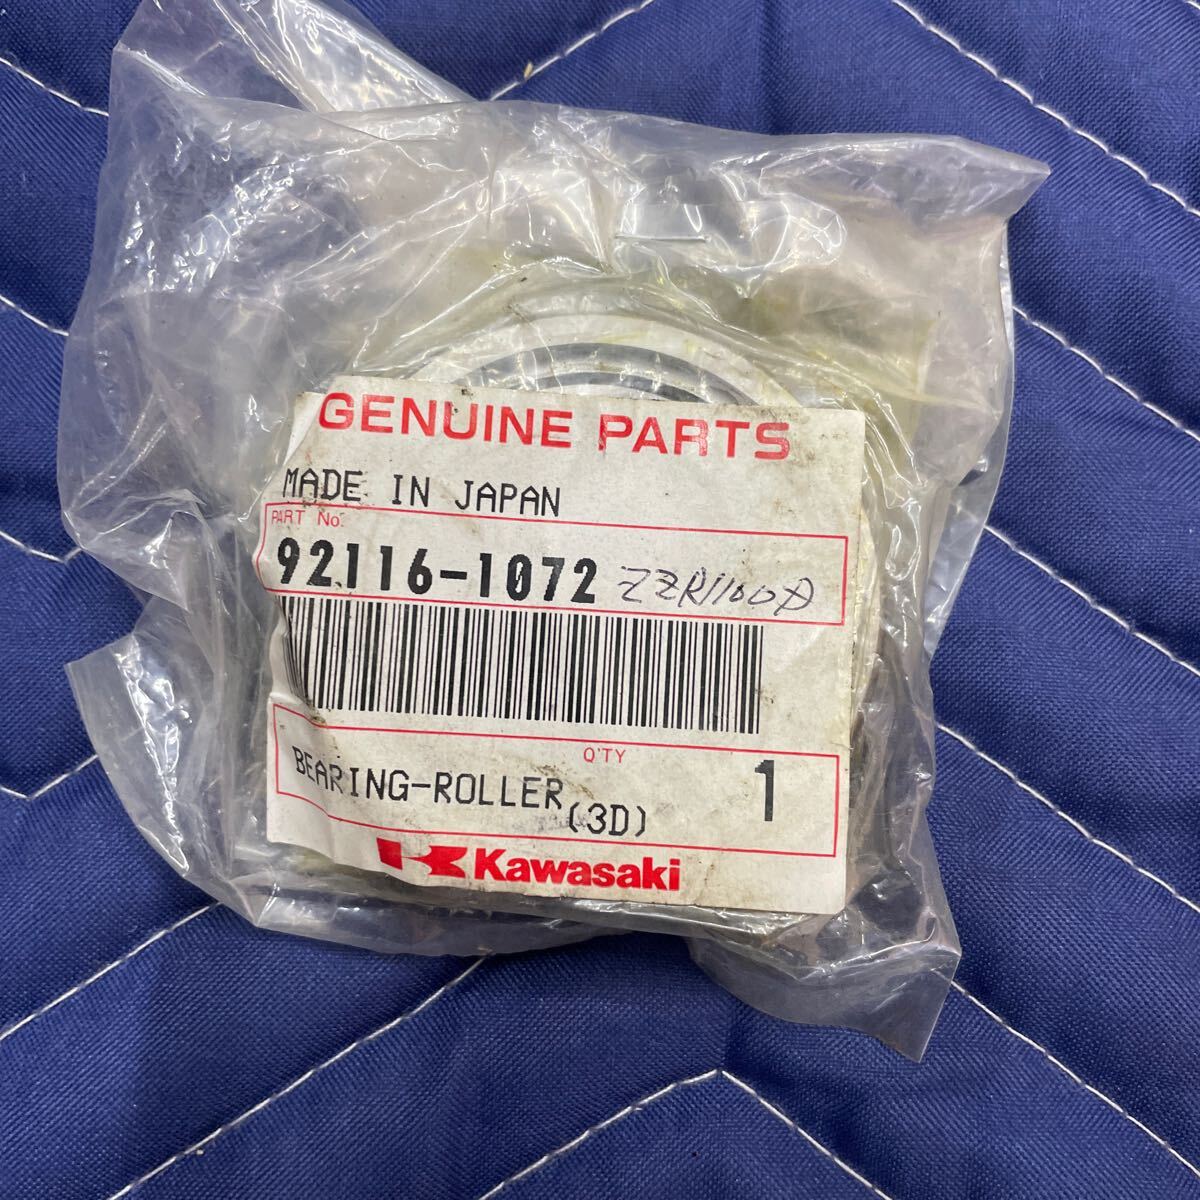 GENUINE PARTS
MADE IN JAPAN
PART No.
92116-1072 ZZR1100D
Q'TY
BEARING-ROLLER 1
(3D)
Kawasaki